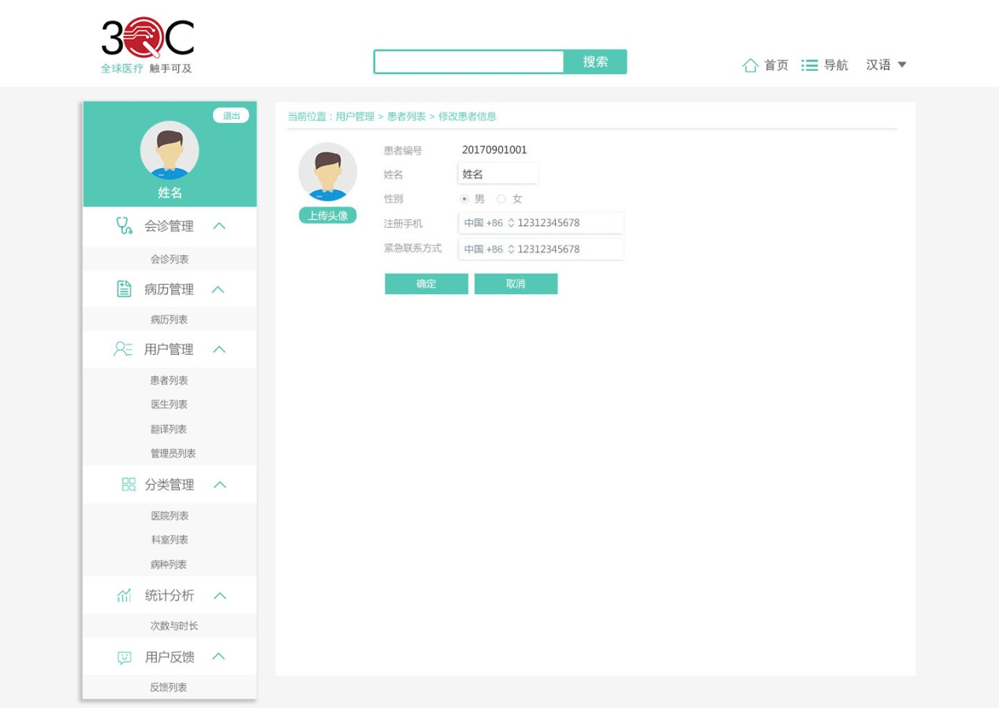 3QC
全球医疗 触手可及
搜索
首页 导航 汉语
退出
姓名
会诊管理
会诊列表
病历管理
病历列表
用户管理
患者列表
医生列表
翻译列表
管理员列表
分类管理
医院列表
科室列表
病种列表
统计分析
次数与时长
用户反馈
反馈列表
当前位置：用户管理 > 患者列表 > 修改患者信息
上传头像
患者编号 20170901001
姓名 姓名
性别 男 女
注册手机 中国 +86 12312345678
紧急联系方式 中国 +86 12312345678
确定 取消